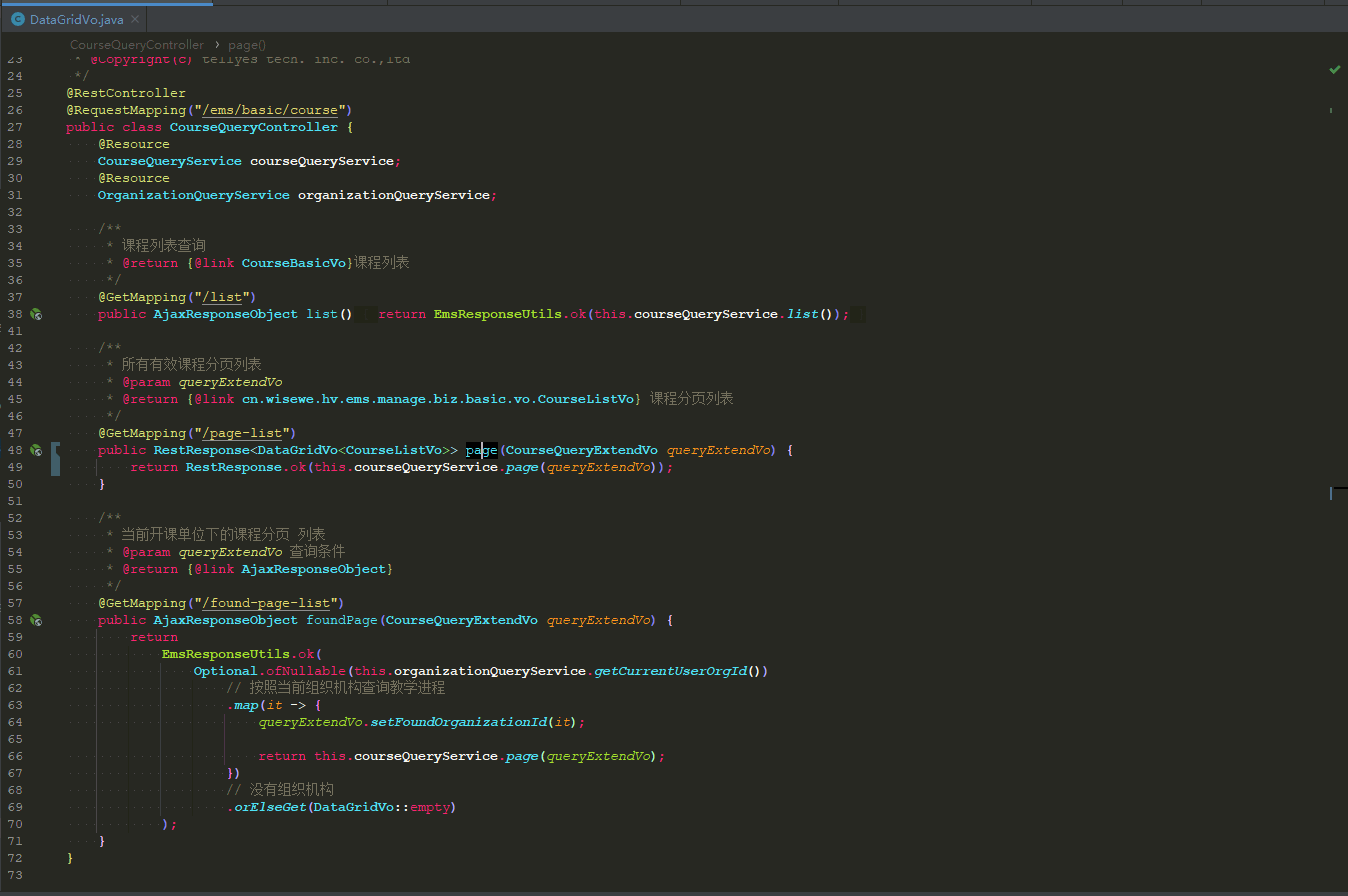 DataGridVo.java
CourseQueryController › page()
23 * @Copyright(c) tellyes tech. inc. co.,ltd
24 */
25 @RestController
26 @RequestMapping("/ems/basic/course")
27 public class CourseQueryController {
28 @Resource
29 CourseQueryService courseQueryService;
30 @Resource
31 OrganizationQueryService organizationQueryService;
32
33 /**
34 * 课程列表查询
35 * @return {@link CourseBasicVo}课程列表
36 */
37 @GetMapping("/list")
38 public AjaxResponseObject list() return EmsResponseUtils.ok(this.courseQueryService.list());
41
42 /**
43 * 所有有效课程分页列表
44 * @param queryExtendVo
45 * @return {@link cn.wisewe.hv.ems.manage.biz.basic.vo.CourseListVo} 课程分页列表
46 */
47 @GetMapping("/page-list")
48 public RestResponse<DataGridVo<CourseListVo>> page(CourseQueryExtendVo queryExtendVo) {
49 return RestResponse.ok(this.courseQueryService.page(queryExtendVo));
50 }
51
52 /**
53 * 当前开课单位下的课程分页 列表
54 * @param queryExtendVo 查询条件
55 * @return {@link AjaxResponseObject}
56 */
57 @GetMapping("/found-page-list")
58 public AjaxResponseObject foundPage(CourseQueryExtendVo queryExtendVo) {
59 return
60 EmsResponseUtils.ok(
61 Optional.ofNullable(this.organizationQueryService.getCurrentUserOrgId())
62 // 按照当前组织机构查询教学进程
63 .map(it -> {
64 queryExtendVo.setFoundOrganizationId(it);
65
66 return this.courseQueryService.page(queryExtendVo);
67 })
68 // 没有组织机构
69 .orElseGet(DataGridVo::empty)
70 );
71 }
72 }
73